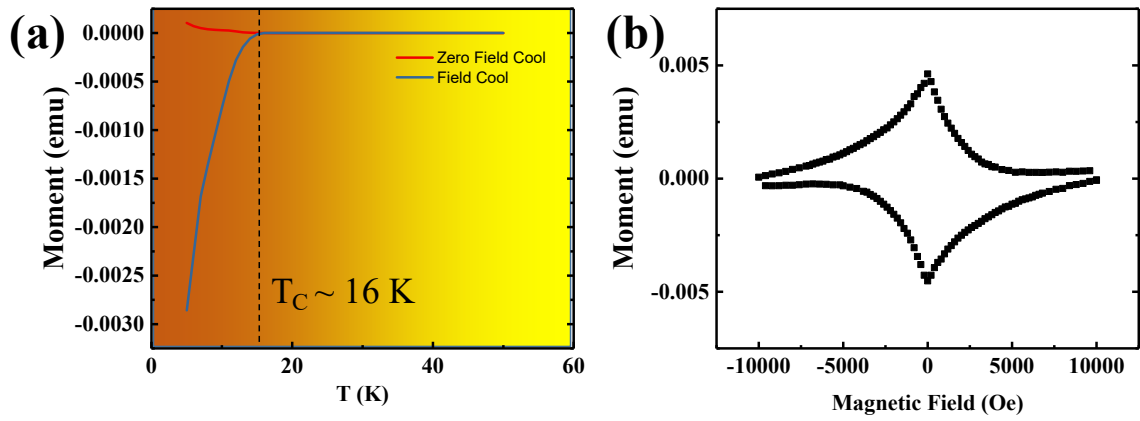 (a)
0.0000
-0.0005
-0.0010
-0.0015
-0.0020
-0.0025
-0.0030
Moment (emu)
Zero Field Cool
Field Cool
T_C ~ 16 K
0 20 40 60
T (K)
(b)
0.005
0.000
-0.005
Moment (emu)
-10000 -5000 0 5000 10000
Magnetic Field (Oe)